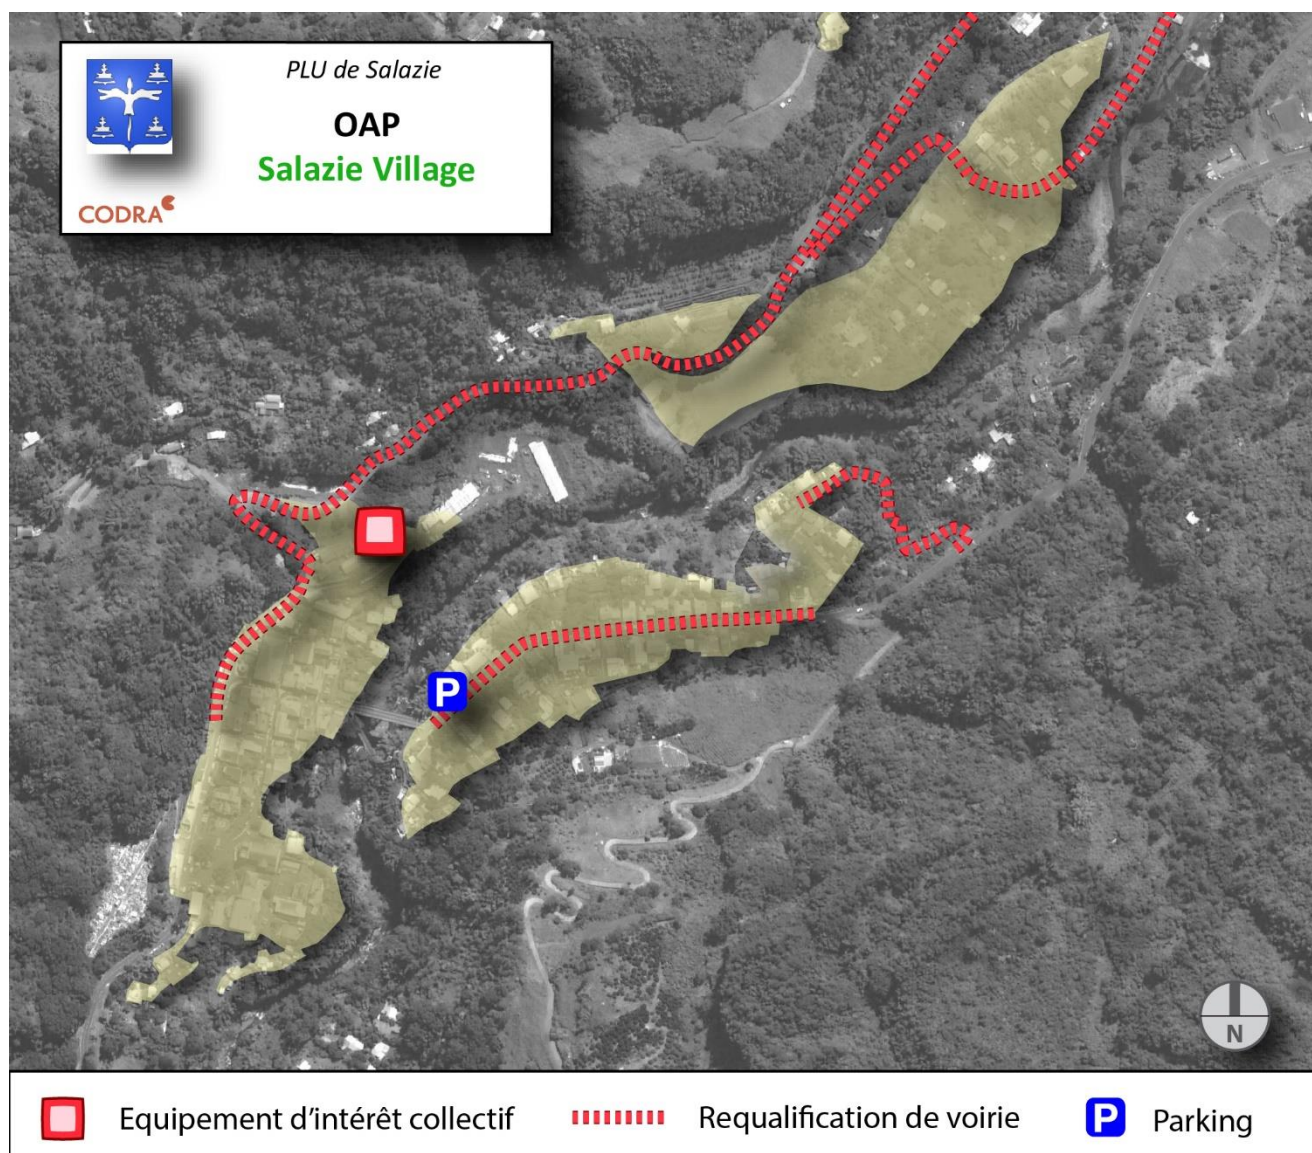 PLU de Salazie
OAP
Salazie Village
CODRA
P
N
Equipement d'intérêt collectif
Requalification de voirie
P
Parking